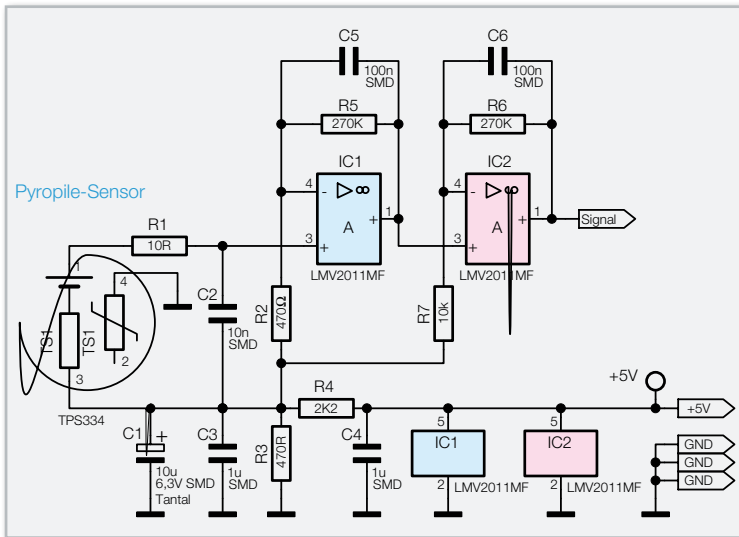 C5
100n
SMD
R5
270K
IC1
4
-
A
+
1
3
+
LMV2011MF
C6
100n
SMD
R6
270K
IC2
4
-
A
+
1
3
+
LMV2011MF
Signal
Pyropile-Sensor
R1
10R
1
4
TS1
TS1
2
3
TPS334
C2
10n
SMD
R2
470Ω
R7
10k
R4
2K2
+5V
+5V
C1
+
10u
6,3V SMD
Tantal
C3
1u
SMD
R3
470R
C4
1u
SMD
5
IC1
2
LMV2011MF
5
IC2
2
LMV2011MF
GND
GND
GND